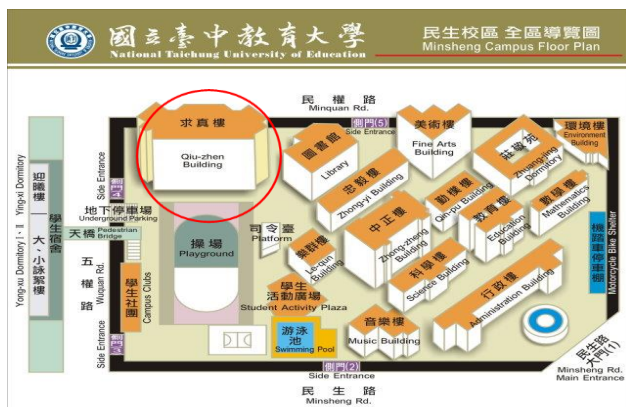 國立臺中教育大學
National Taichung University of Education
民生校區 全區導覽圖
Minsheng Campus Floor Plan
民權路
Minquan Rd.
側門(5)
Side Entrance
求真樓
Qiu-zhen
Building
圖書館
Library
美術樓
Fine Arts
Building
莊敬苑
Zhuang-jing
Dormitory
環境樓
Environment
Building
忠毅樓
Zhong-yi Building
勤樸樓
Qin-pu Building
教育樓
Education
Building
數學樓
Mathematics
Building
迎曦樓
Ying-xi Dormitory
大、小詠絮樓
Yong-xu Dormitory I、II
學生宿舍
Side Entrance
側門4
地下停車場
Underground Parking
天橋
Pedestrian
Bridge
五權路
Wuquan Rd.
學生社團
Campus Clubs
Side Entrance
側門3
操場
Playground
司令臺
Platform
樂群樓
Le-qun Building
中正樓
Zhong-zheng Building
科學樓
Science Building
行政樓
Administration Building
機踏車停車棚
Motorcycle Bike Shelter
學生
活動廣場
Student Activity Plaza
游泳
池
Swimming Pool
音樂樓
Music Building
側門(2)
Side Entrance
民生路
Minsheng Rd.
民生路
大門(1)
Minsheng Rd.
Main Entrance